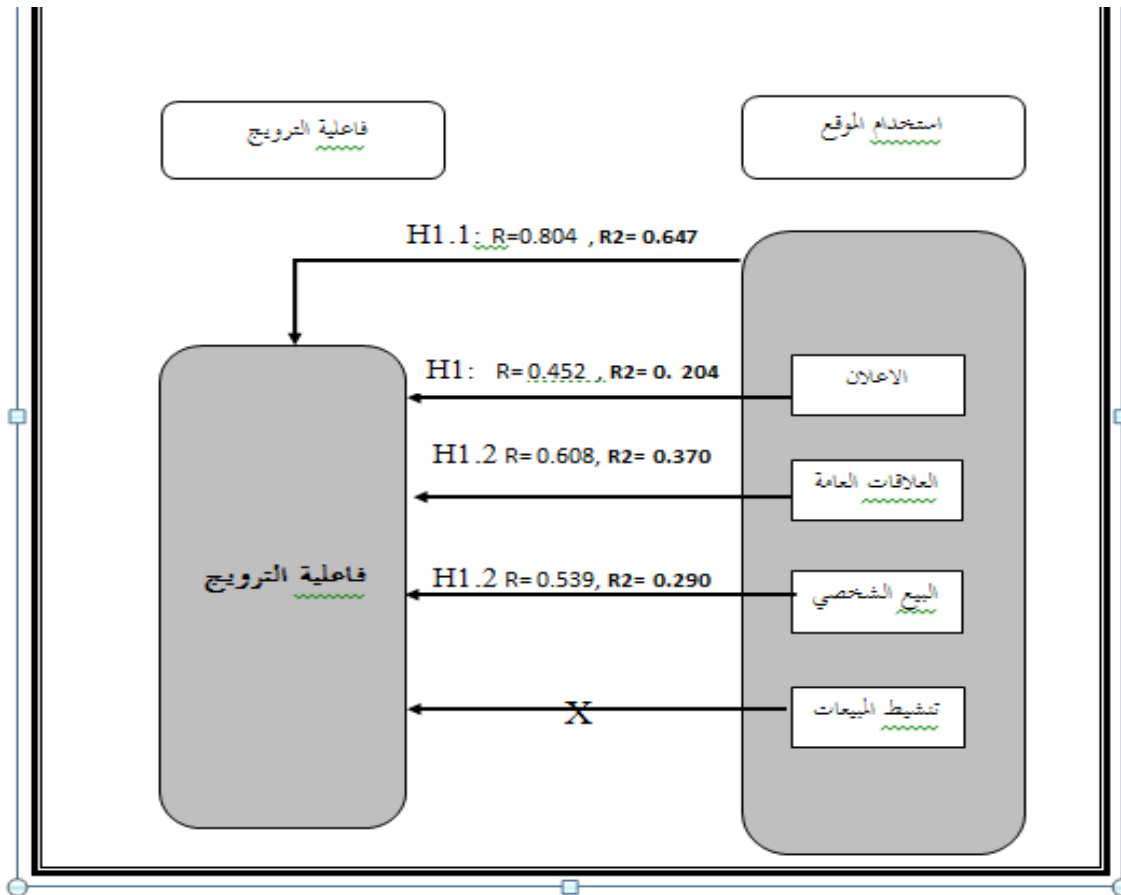 استخدام الموقع
فاعلية الترويج
H1.1: R=0.804 , R2= 0.647
H1: R= 0.452 , R2= 0. 204
الاعلان
H1.2 R= 0.608, R2= 0.370
العلاقات العامة
فاعلية الترويج
H1.2 R= 0.539, R2= 0.290
البيع الشخصي
X
تنشيط المبيعات